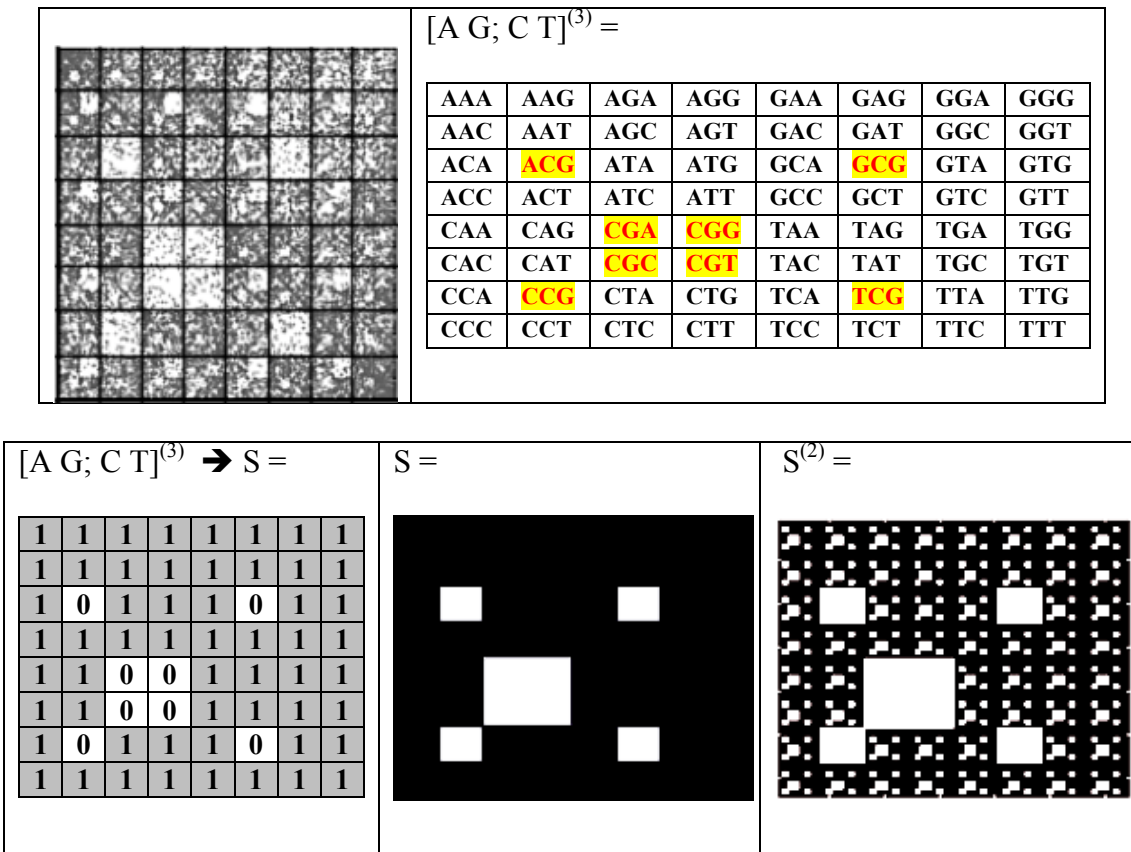 [A G; C T](3) =
AAA AAG AGA AGG GAA GAG GGA GGG
AAC AAT AGC AGT GAC GAT GGC GGT
ACA ACG ATA ATG GCA GCG GTA GTG
ACC ACT ATC ATT GCC GCT GTC GTT
CAA CAG CGA CGG TAA TAG TGA TGG
CAC CAT CGC CGT TAC TAT TGC TGT
CCA CCG CTA CTG TCA TCG TTA TTG
CCC CCT CTC CTT TCC TCT TTC TTT
[A G; C T](3) ➔ S =
1 1 1 1 1 1 1 1
1 1 1 1 1 1 1 1
1 0 1 1 1 0 1 1
1 1 1 1 1 1 1 1
1 1 0 0 1 1 1 1
1 1 0 0 1 1 1 1
1 0 1 1 1 0 1 1
1 1 1 1 1 1 1 1
S =
S(2) =